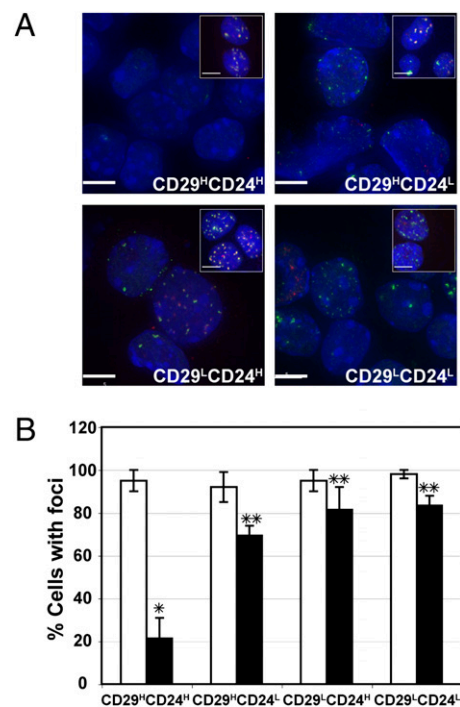 A
CD29ᴴCD24ᴴ
CD29ᴴCD24ᴸ
CD29ᴸCD24ᴴ
CD29ᴸCD24ᴸ
B
% Cells with foci
120
100
80
60
40
20
0
*
**
**
**
CD29ᴴCD24ᴴ CD29ᴴCD24ᴸ CD29ᴸCD24ᴴ CD29ᴸCD24ᴸ